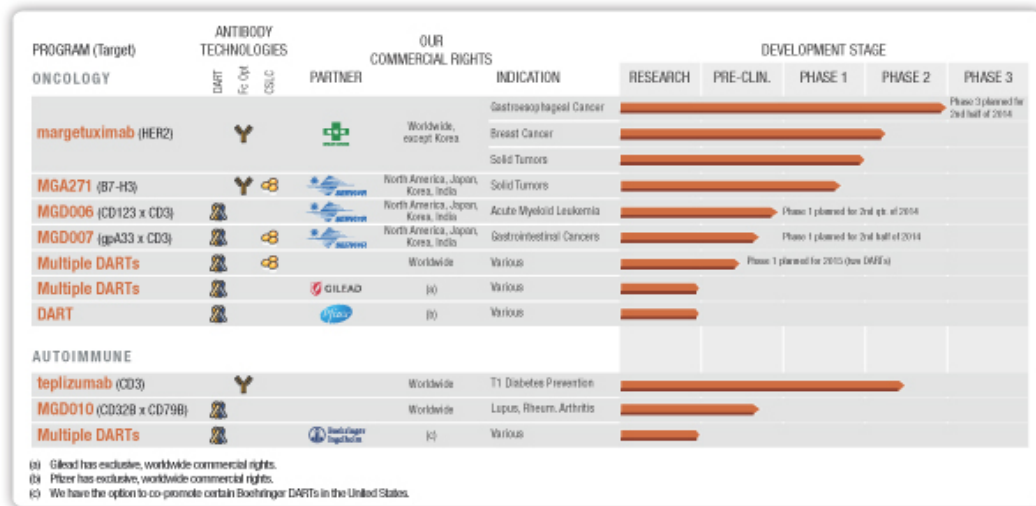 PROGRAM (Target)
ANTIBODY
TECHNOLOGIES
DART
Fc Opt
CSLC
PARTNER
OUR
COMMERCIAL RIGHTS
INDICATION
DEVELOPMENT STAGE
RESEARCH
PRE-CLIN.
PHASE 1
PHASE 2
PHASE 3
ONCOLOGY
margetuximab (HER2)
Worldwide,
except Korea
Gastroesophageal Cancer
Phase 3 planned for
2nd half of 2014
Breast Cancer
Solid Tumors
MGA271 (B7-H3)
SERVIER
North America, Japan,
Korea, India
Solid Tumors
MGD006 (CD123 x CD3)
SERVIER
North America, Japan,
Korea, India
Acute Myeloid Leukemia
Phase 1 planned for 2nd qtr. of 2014
MGD007 (gpA33 x CD3)
SERVIER
North America, Japan,
Korea, India
Gastrointestinal Cancers
Phase 1 planned for 2nd half of 2014
Multiple DARTs
Worldwide
Various
Phase 1 planned for 2015 (two DARTs)
Multiple DARTs
GILEAD
(a)
Various
DART
Pfizer
(b)
Various
AUTOIMMUNE
teplizumab (CD3)
Worldwide
T1 Diabetes Prevention
MGD010 (CD32B x CD79B)
Worldwide
Lupus, Rheum. Arthritis
Multiple DARTs
Boehringer
Ingelheim
(c)
Various
(a) Gilead has exclusive, worldwide commercial rights.
(b) Pfizer has exclusive, worldwide commercial rights.
(c) We have the option to co-promote certain Boehringer DARTs in the United States.